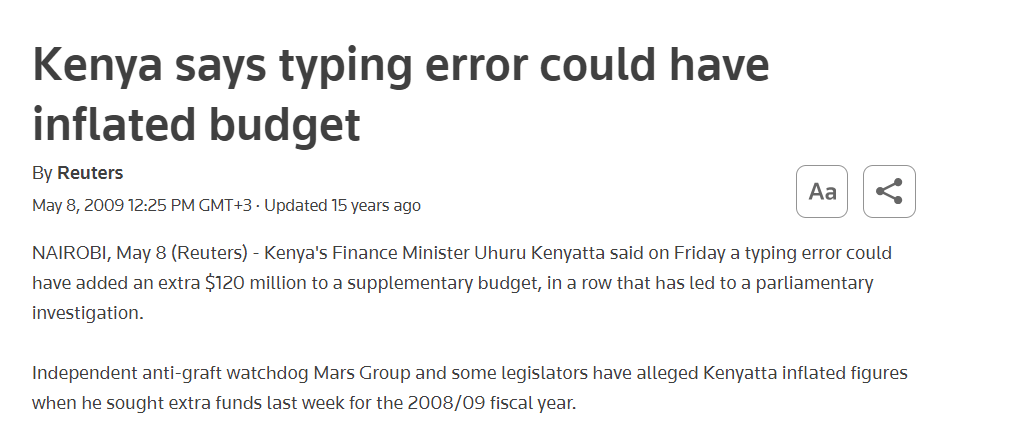 Kenya says typing error could have
inflated budget
By Reuters
May 8, 2009 12:25 PM GMT+3 · Updated 15 years ago
Aa
NAIROBI, May 8 (Reuters) - Kenya's Finance Minister Uhuru Kenyatta said on Friday a typing error could
have added an extra $120 million to a supplementary budget, in a row that has led to a parliamentary
investigation.
Independent anti-graft watchdog Mars Group and some legislators have alleged Kenyatta inflated figures
when he sought extra funds last week for the 2008/09 fiscal year.